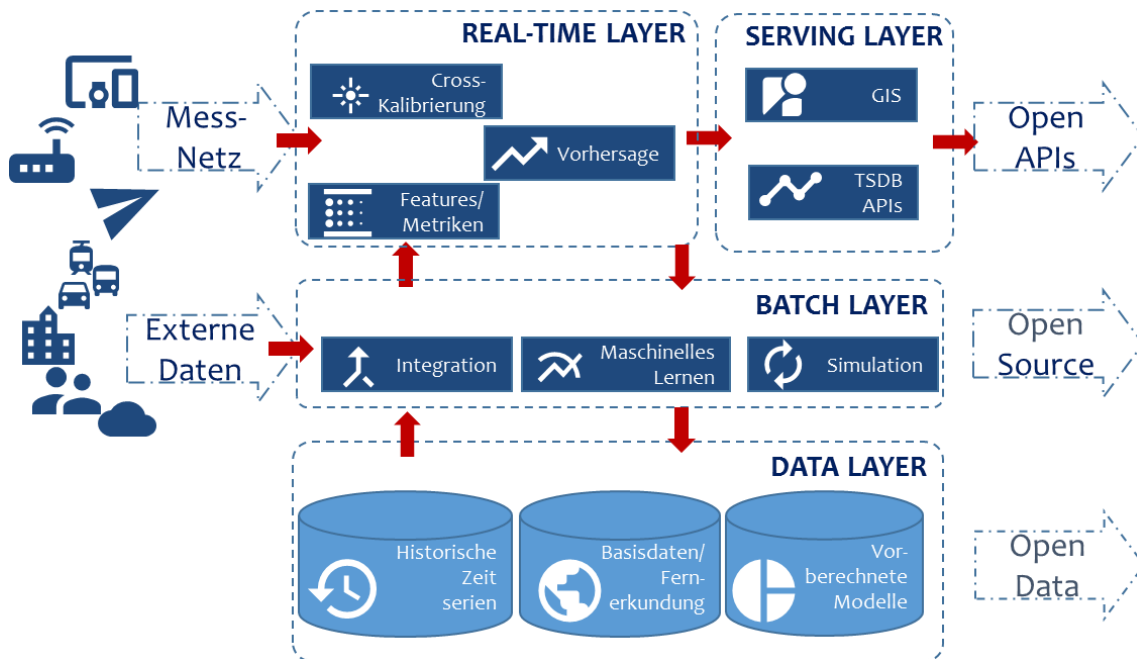 REAL-TIME LAYER
SERVING LAYER
Cross-
Kalibrierung
GIS
Mess-
Netz
Open
APIs
Vorhersage
TSDB
APIs
Features/
Metriken
BATCH LAYER
Externe
Daten
Integration
Maschinelles
Lernen
Simulation
Open
Source
DATA LAYER
Historische
Zeit
serien
Basisdaten/
Fern-
erkundung
Vor-
berechnete
Modelle
Open
Data